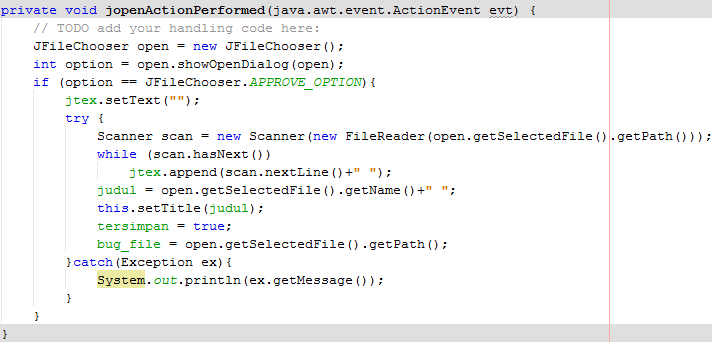 private void jopenActionPerformed(java.awt.event.ActionEvent evt) {
// TODO add your handling code here:
JFileChooser open = new JFileChooser();
int option = open.showOpenDialog(open);
if (option == JFileChooser.APPROVE_OPTION){
jtex.setText("");
try {
Scanner scan = new Scanner(new FileReader(open.getSelectedFile().getPath()));
while (scan.hasNext())
jtex.append(scan.nextLine()+" ");
judul = open.getSelectedFile().getName()+" ";
this.setTitle(judul);
tersimpan = true;
bug_file = open.getSelectedFile().getPath();
}catch(Exception ex){
System.out.println(ex.getMessage());
}
}
}